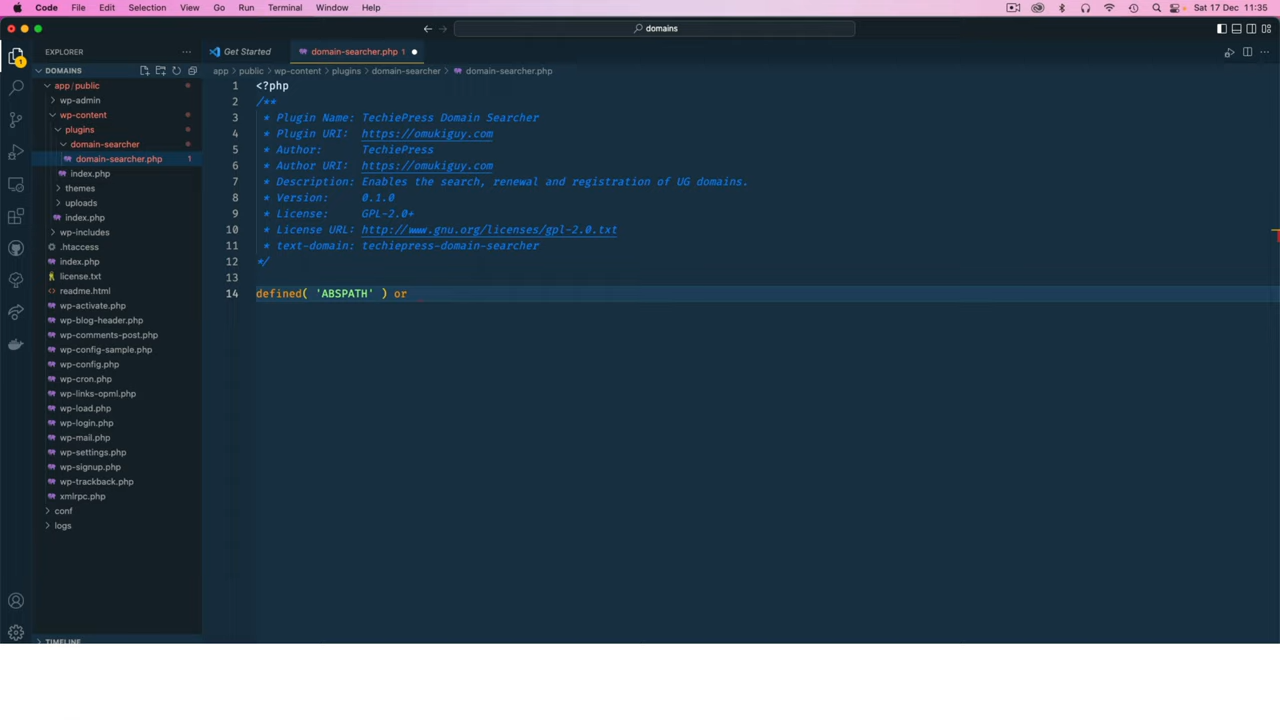 Code File Edit Selection View Go Run Terminal Window Help Sat 17 Dec 11:35
domains
EXPLORER
Get Started
domain-searcher.php 1
DOMAINS
app > public > wp-content > plugins > domain-searcher > domain-searcher.php
app/public
wp-admin
wp-content
plugins
domain-searcher
domain-searcher.php 1
index.php
themes
uploads
index.php
wp-includes
.htaccess
index.php
license.txt
readme.html
wp-activate.php
wp-blog-header.php
wp-comments-post.php
wp-config-sample.php
wp-config.php
wp-cron.php
wp-links-opml.php
wp-load.php
wp-login.php
wp-mail.php
wp-settings.php
wp-signup.php
wp-trackback.php
xmlrpc.php
conf
logs
TIMELINE
1 <?php
2 /**
3 * Plugin Name: TechiePress Domain Searcher
4 * Plugin URI: https://omukiguy.com
5 * Author: TechiePress
6 * Author URI: https://omukiguy.com
7 * Description: Enables the search, renewal and registration of UG domains.
8 * Version: 0.1.0
9 * License: GPL-2.0+
10 * License URL: http://www.gnu.org/licenses/gpl-2.0.txt
11 * text-domain: techiepress-domain-searcher
12 */
13
14 defined( 'ABSPATH' ) or
1